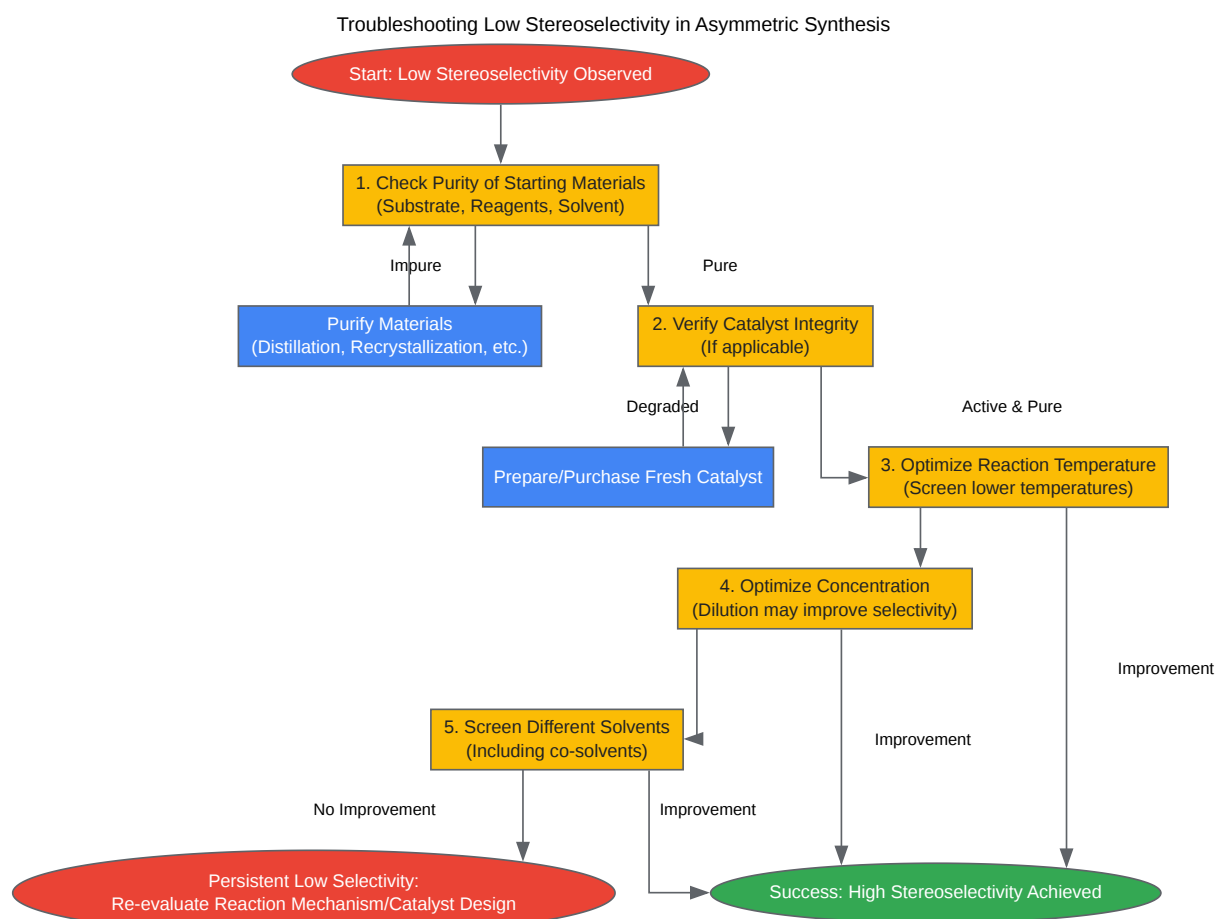 Troubleshooting Low Stereoselectivity in Asymmetric Synthesis
Start: Low Stereoselectivity Observed
1. Check Purity of Starting Materials
(Substrate, Reagents, Solvent)
Impure
Pure
Purify Materials
(Distillation, Recrystallization, etc.)
2. Verify Catalyst Integrity
(If applicable)
Degraded
Active & Pure
Prepare/Purchase Fresh Catalyst
3. Optimize Reaction Temperature
(Screen lower temperatures)
4. Optimize Concentration
(Dilution may improve selectivity)
Improvement
5. Screen Different Solvents
(Including co-solvents)
Improvement
No Improvement
Improvement
Persistent Low Selectivity:
Re-evaluate Reaction Mechanism/Catalyst Design
Success: High Stereoselectivity Achieved